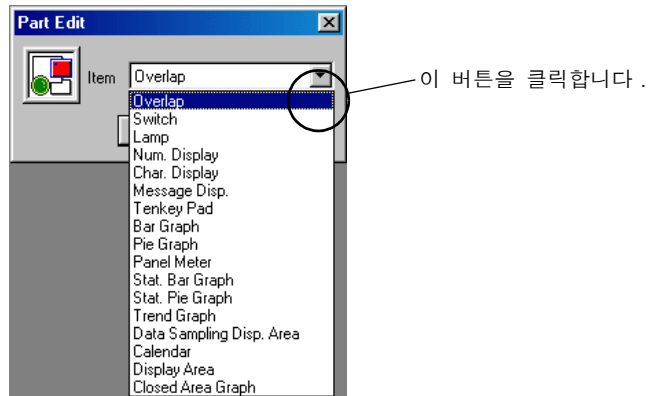 Part Edit
Item Overlap
이 버튼을 클릭합니다 .
Overlap
Switch
Lamp
Num. Display
Char. Display
Message Disp.
Tenkey Pad
Bar Graph
Pie Graph
Panel Meter
Stat. Bar Graph
Stat. Pie Graph
Trend Graph
Data Sampling Disp. Area
Calendar
Display Area
Closed Area Graph